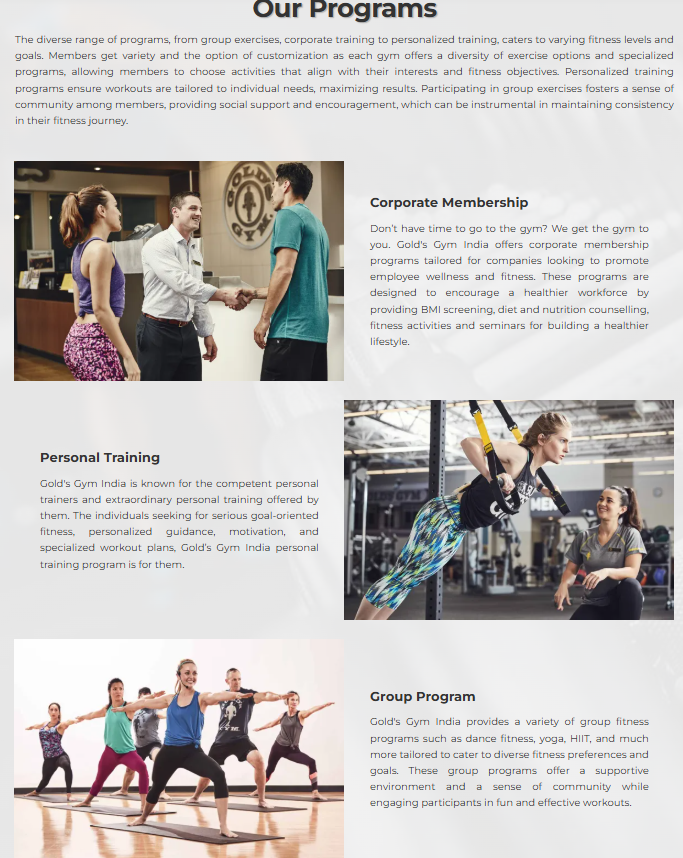 Our Programs
The diverse range of programs, from group exercises, corporate training to personalized training, caters to varying fitness levels and
goals. Members get variety and the option of customization as each gym offers a diversity of exercise options and specialized
programs, allowing members to choose activities that align with their interests and fitness objectives. Personalized training
programs ensure workouts are tailored to individual needs, maximizing results. Participating in group exercises fosters a sense of
community among members, providing social support and encouragement, which can be instrumental in maintaining consistency
in their fitness journey.
GOLD'S
GYM
Corporate Membership
Don't have time to go to the gym? We get the gym to
you. Gold's Gym India offers corporate membership
programs tailored for companies looking to promote
employee wellness and fitness. These programs are
designed to encourage a healthier workforce by
providing BMI screening, diet and nutrition counselling,
fitness activities and seminars for building a healthier
lifestyle.
Personal Training
Gold's Gym India is known for the competent personal
trainers and extraordinary personal training offered by
them. The individuals seeking for serious goal-oriented
fitness, personalized guidance, motivation, and
specialized workout plans, Gold's Gym India personal
training program is for them.
GOLD'S GYM
MEN
Group Program
Gold's Gym India provides a variety of group fitness
programs such as dance fitness, yoga, HIIT, and much
more tailored to cater to diverse fitness preferences and
goals. These group programs offer a supportive
environment and a sense of community while
engaging participants in fun and effective workouts.